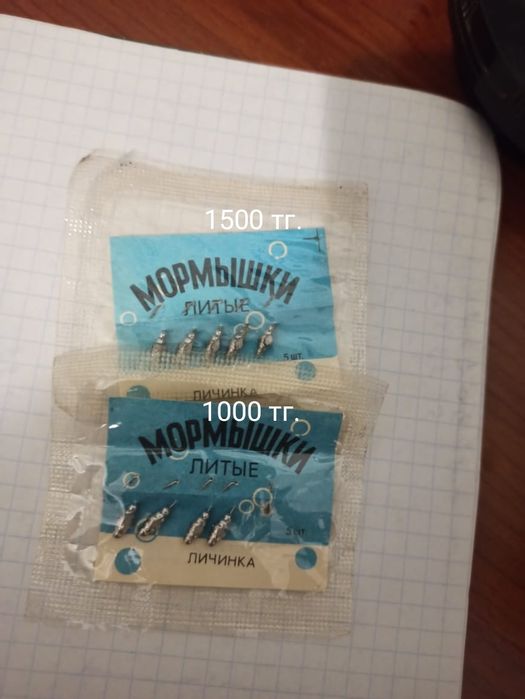 1500 тг.
МОРМЫШКИ
ЛИТЫЕ
5 шт.
ЛИЧИНКА
1000 тг.
МОРМЫШКИ
ЛИТЫЕ
5 шт.
ЛИЧИНКА